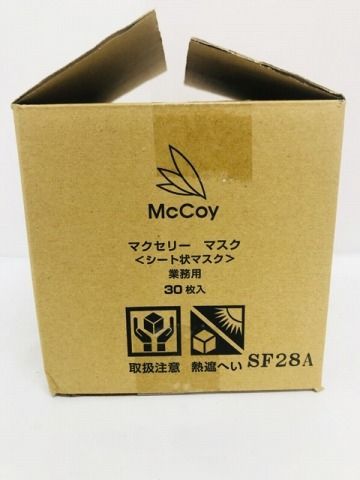 McCoy
マクセリー マスク
<シート状マスク>
業務用
30枚入
取扱注意 熱遮へい SF28A